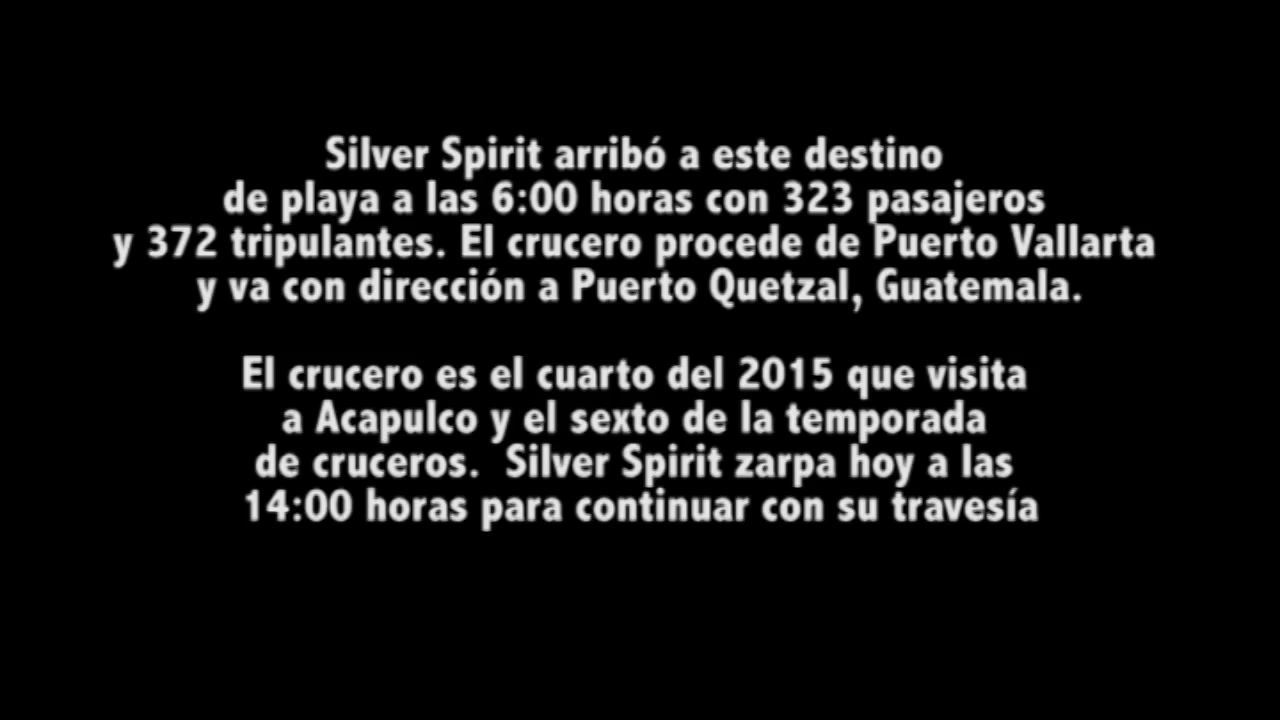 Silver Spirit arribó a este destino
de playa a las 6:00 horas con 323 pasajeros
y 372 tripulantes. El crucero procede de Puerto Vallarta
y va con dirección a Puerto Quetzal, Guatemala.
El crucero es el cuarto del 2015 que visita
a Acapulco y el sexto de la temporada
de cruceros.  Silver Spirit zarpa hoy a las
14:00 horas para continuar con su travesía